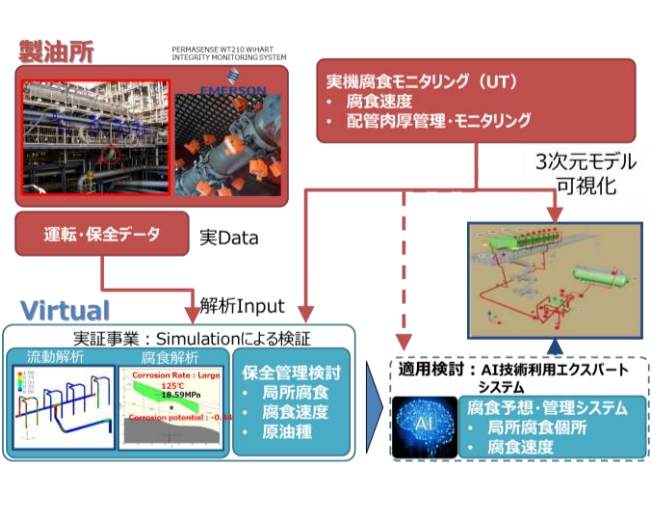 製油所
PERMASENSE WT210 WiHART
INTEGRITY MONITORING SYSTEM
EMERSON
実機腐食モニタリング（UT）
• 腐食速度
• 配管肉厚管理・モニタリング
3次元モデル
可視化
運転・保全データ
実Data
Virtual
解析Input
実証事業：Simulationによる検証
流動解析
腐食解析
Corrosion Rate : Large
125℃
18.59MPa
Corrosion potential : -0.44
保全管理検討
• 局所腐食
• 腐食速度
• 原油種
適用検討：AI技術利用エクスパート
システム
AI
腐食予想・管理システム
• 局所腐食個所
• 腐食速度